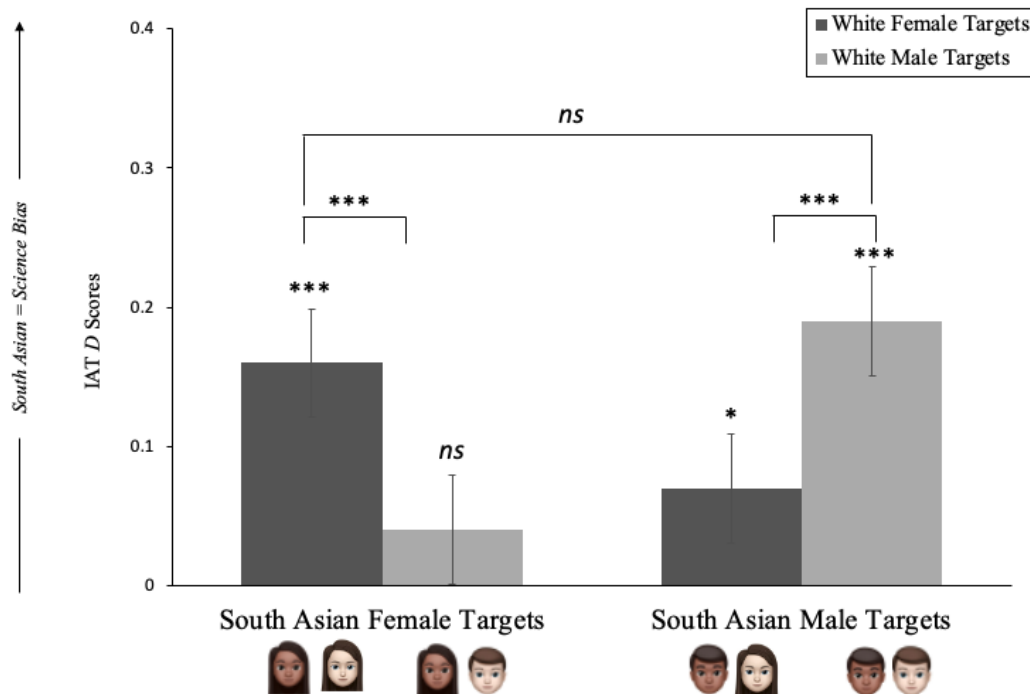 White Female Targets
White Male Targets
South Asian = Science Bias
IAT D Scores
0.4
0.3
0.2
0.1
0
ns
***
***
***
***
ns
*
South Asian Female Targets
South Asian Male Targets